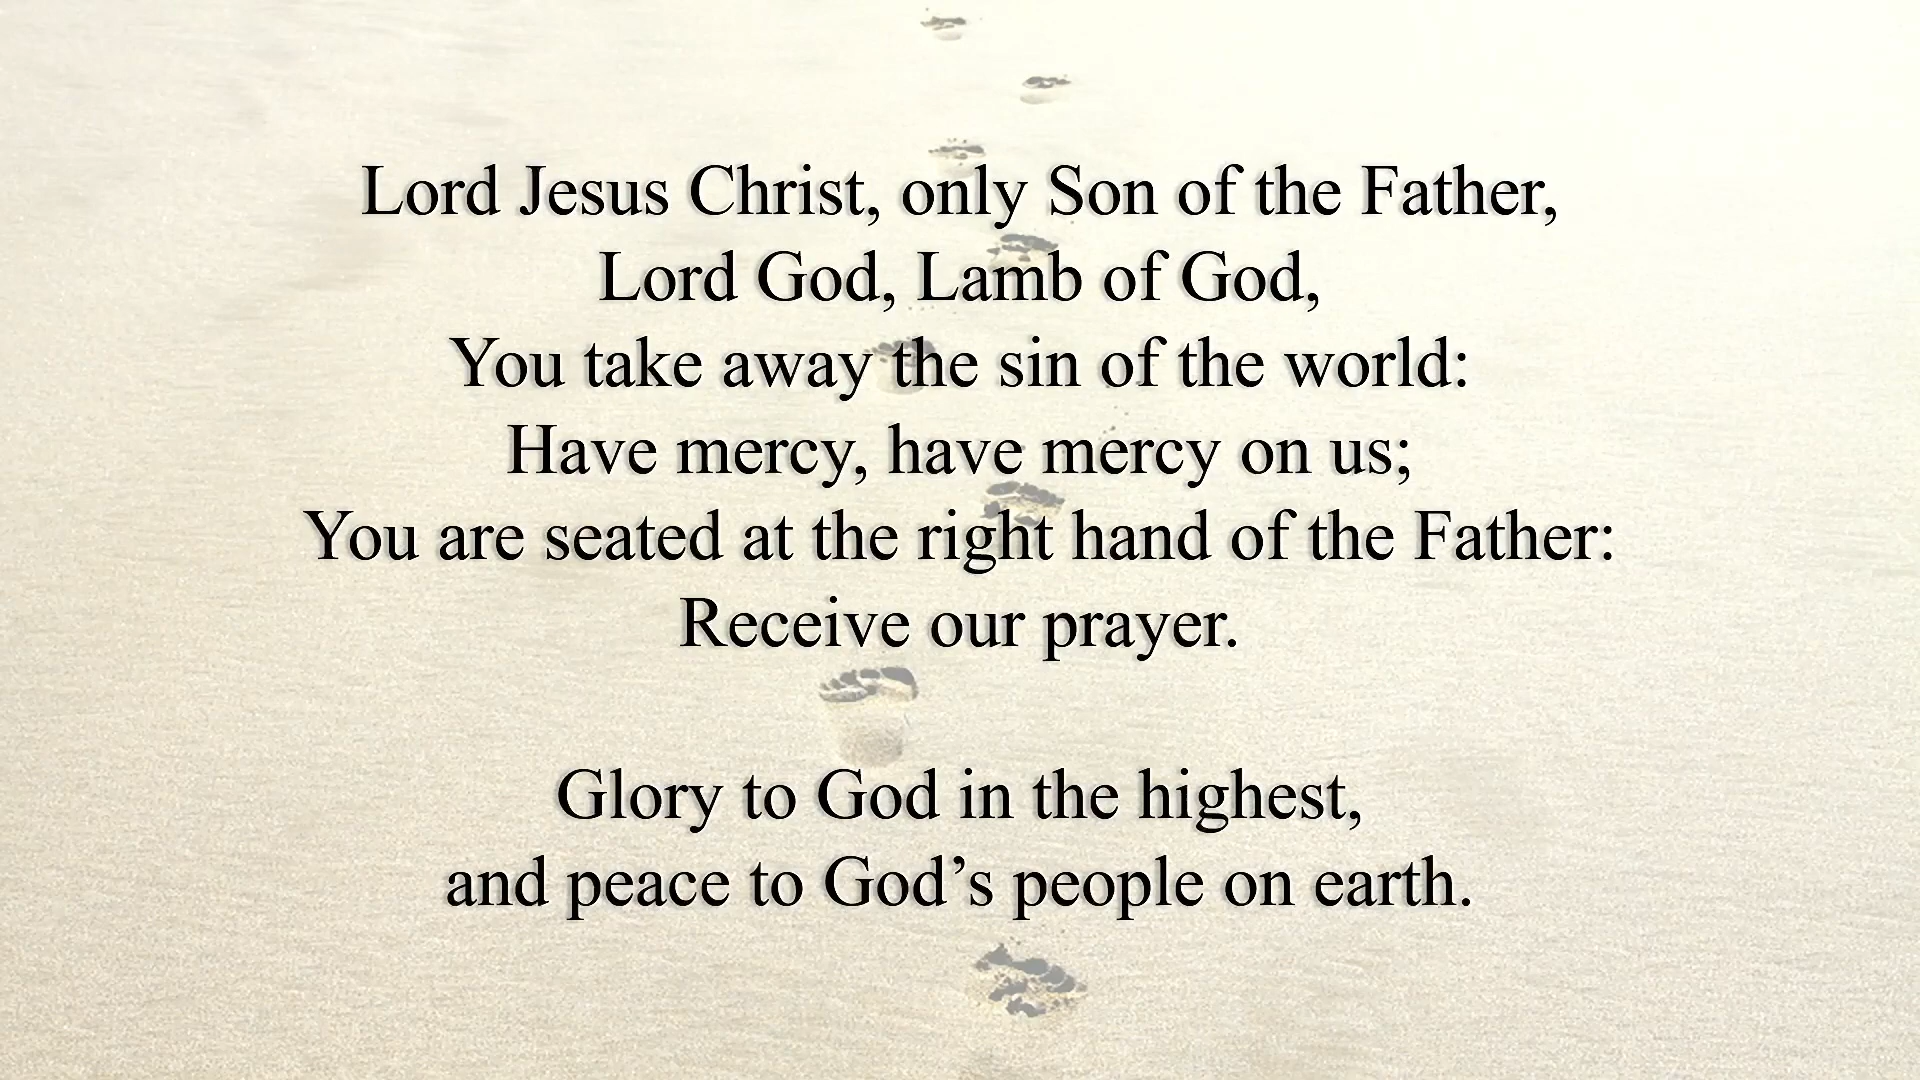 Lord Jesus Christ, only Son of the Father,
Lord God, Lamb of God,
You take away the sin of the world:
Have mercy, have mercy on us;
You are seated at the right hand of the Father:
Receive our prayer.
Glory to God in the highest,
and peace to God’s people on earth.